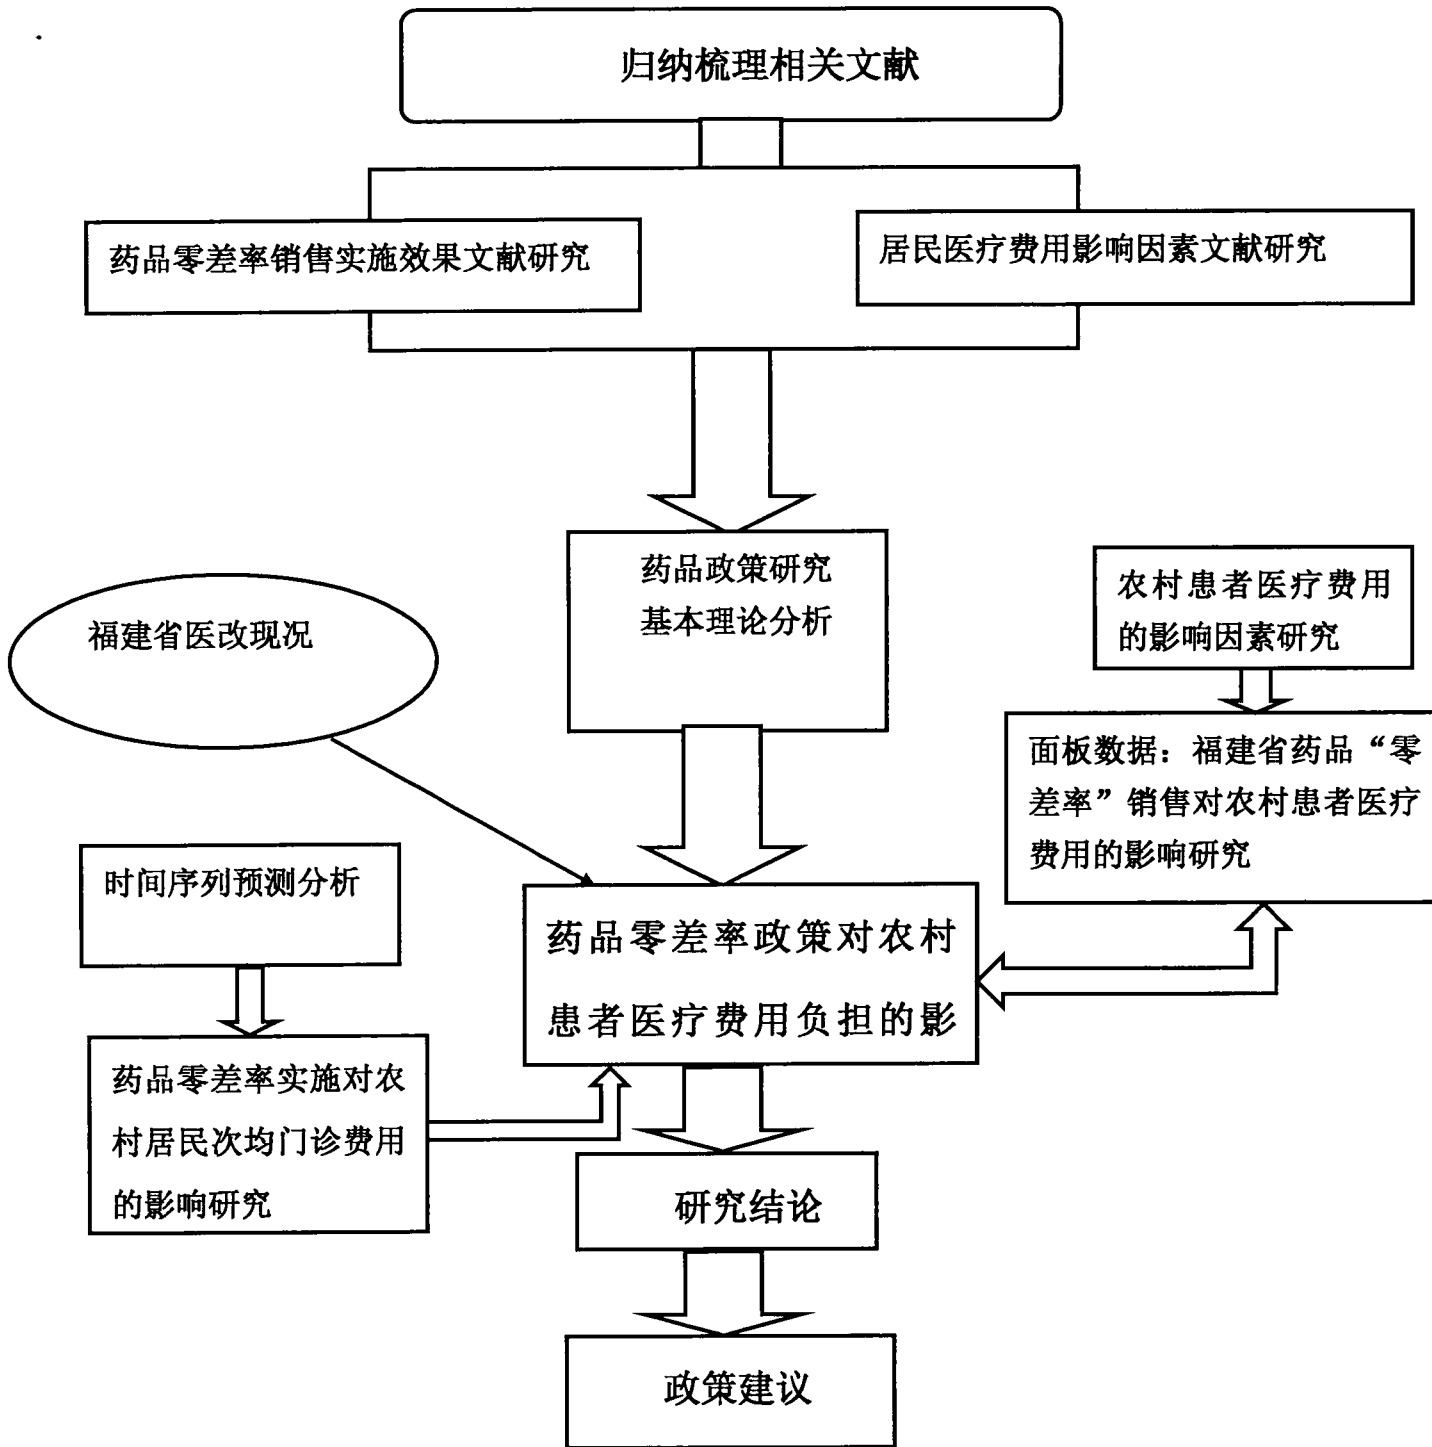 归纳梳理相关文献
药品零差率销售实施效果文献研究
居民医疗费用影响因素文献研究
药品政策研究
基本理论分析
农村患者医疗费用
的影响因素研究
福建省医改现况
面板数据：福建省药品“零
差率”销售对农村患者医疗
费用的影响研究
时间序列预测分析
药品零差率政策对农村
患者医疗费用负担的影
药品零差率实施对农
村居民次均门诊费用
的影响研究
研究结论
政策建议